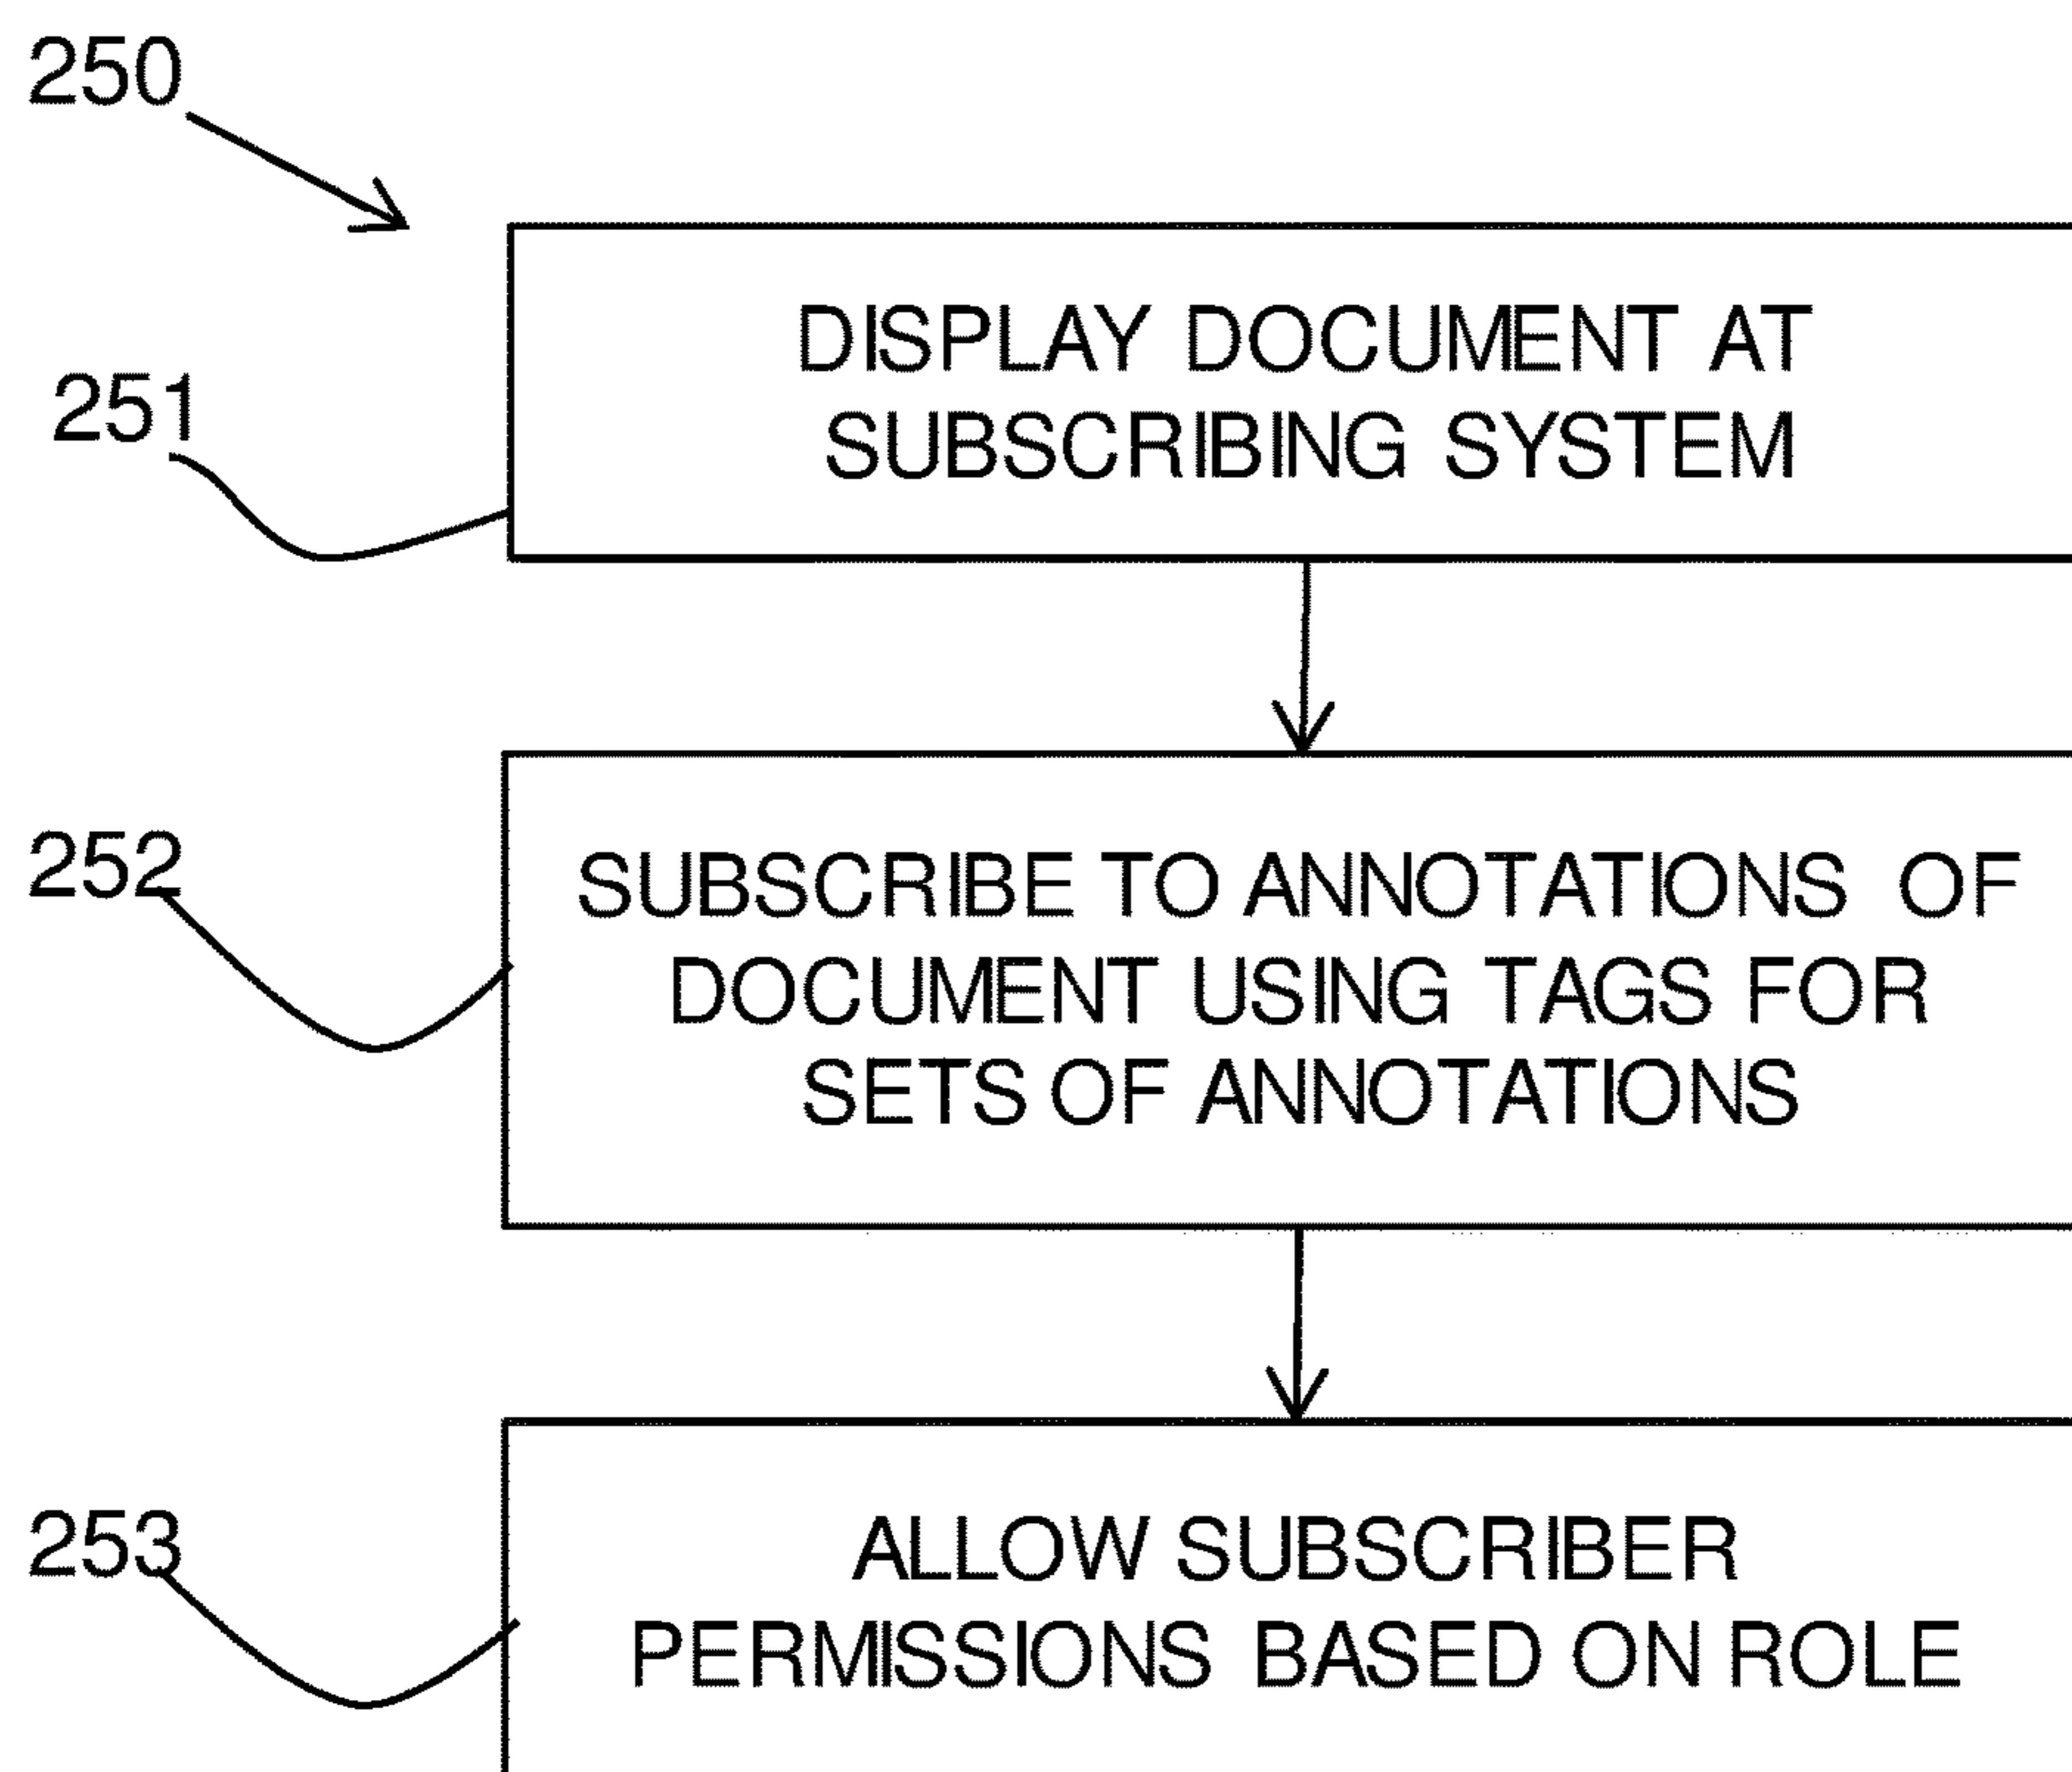 250
DISPLAY DOCUMENT AT
SUBSCRIBING SYSTEM
251
SUBSCRIBE TO ANNOTATIONS OF
DOCUMENT USING TAGS FOR
SETS OF ANNOTATIONS
252
ALLOW SUBSCRIBER
PERMISSIONS BASED ON ROLE
253